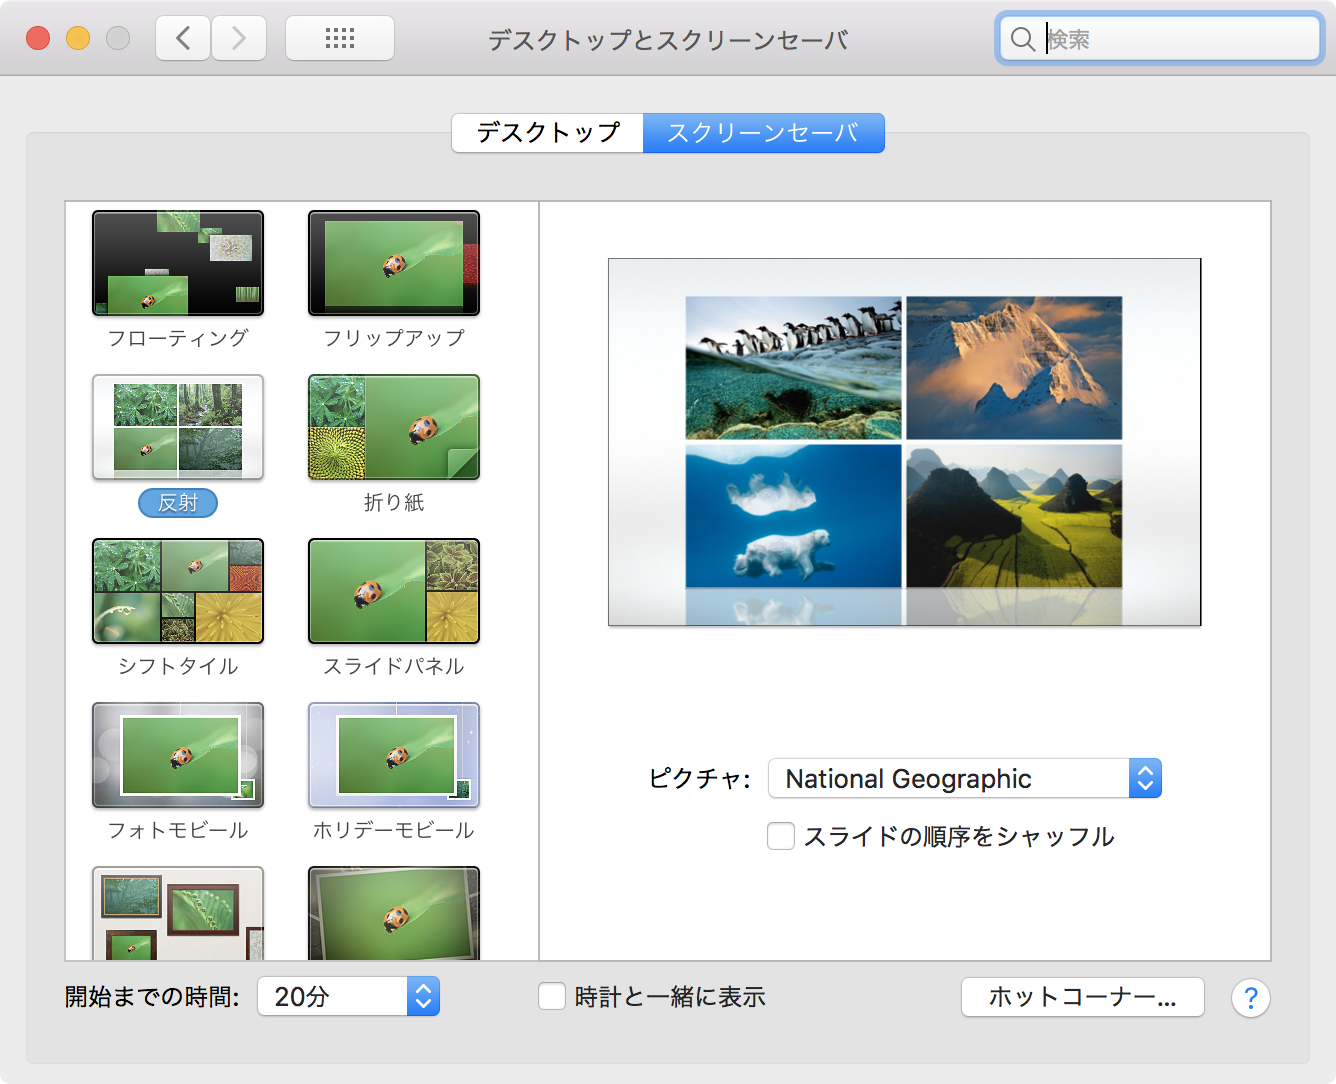 デスクトップとスクリーンセーバ
検索
デスクトップ
スクリーンセーバ
フローティング
フリップアップ
反射
折り紙
シフトタイル
スライドパネル
フォトモビール
ホリデーモビール
ピクチャ:
National Geographic
スライドの順序をシャッフル
開始までの時間:
20分
時計と一緒に表示
ホットコーナー...
?